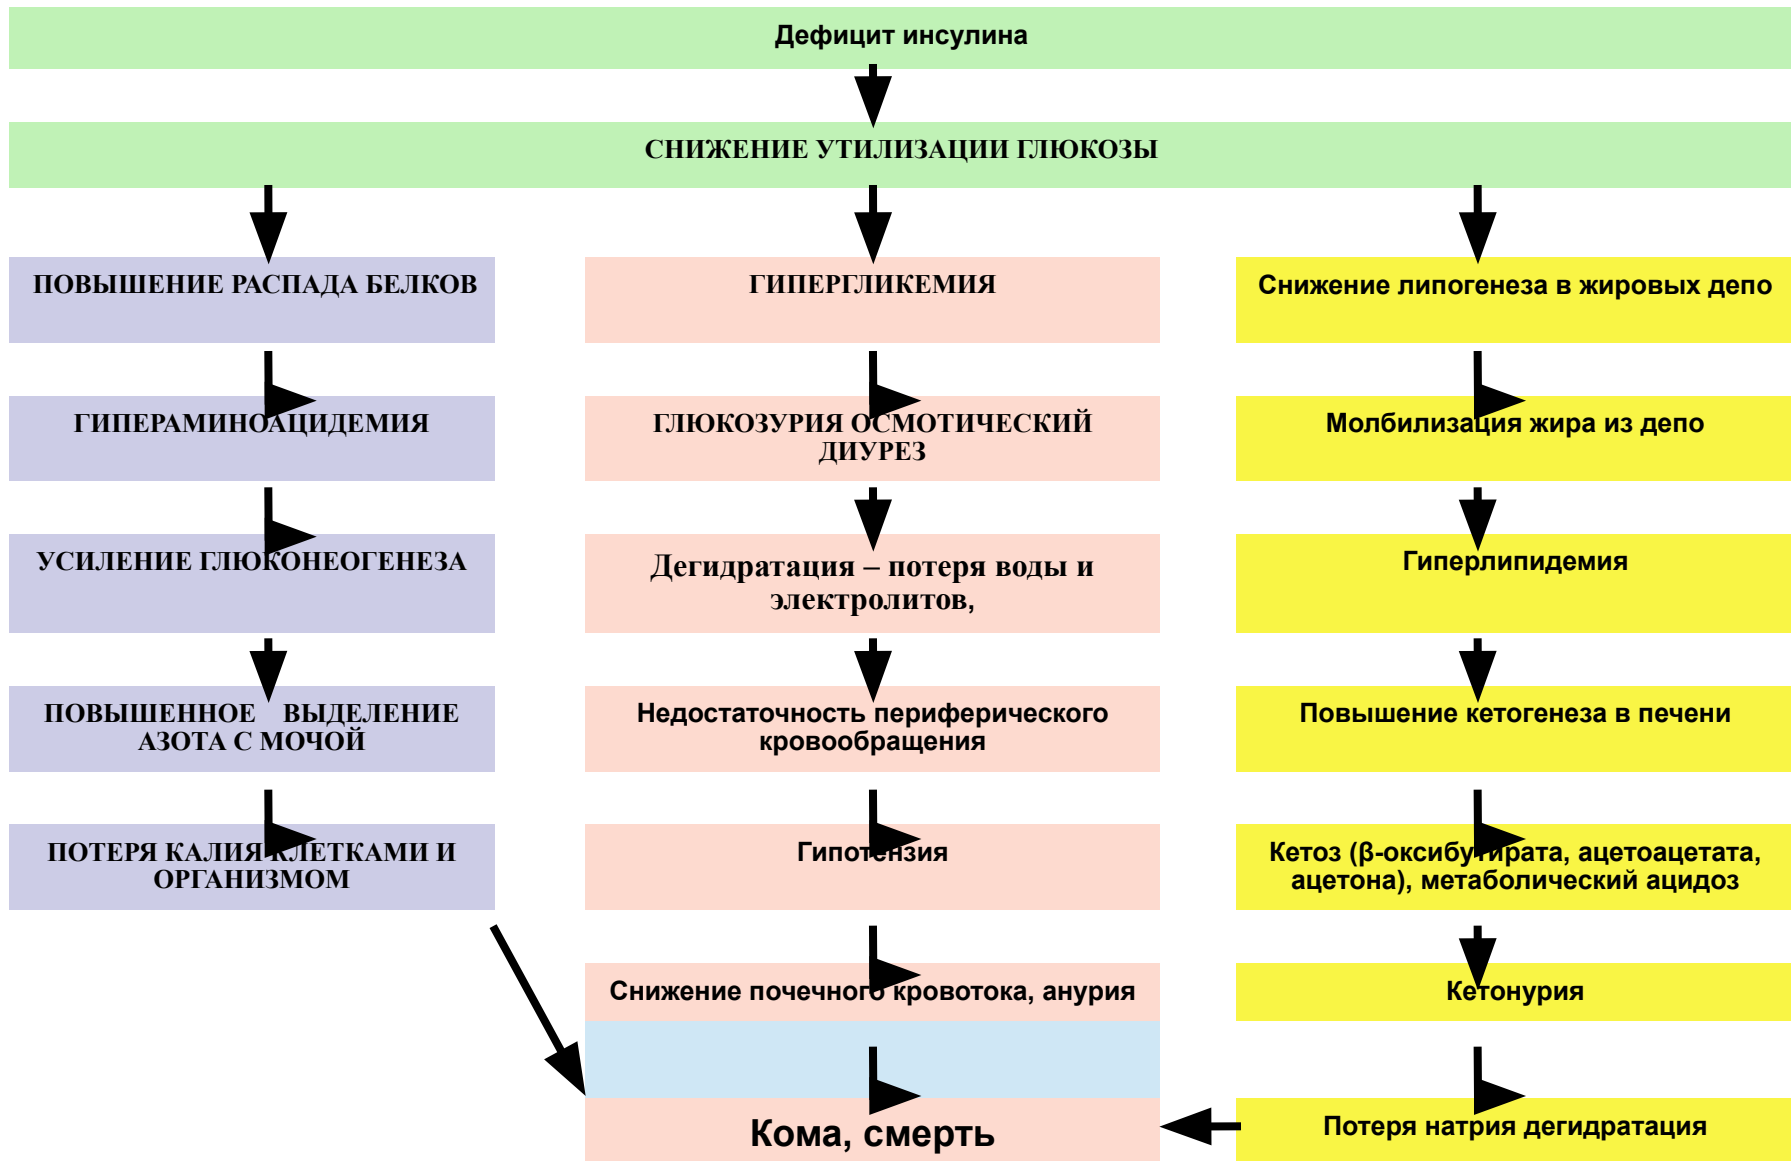 Дефицит инсулина
СНИЖЕНИЕ УТИЛИЗАЦИИ ГЛЮКОЗЫ
ПОВЫШЕНИЕ РАСПАДА БЕЛКОВ
ГИПЕРАМИНОАЦИДЕМИЯ
УСИЛЕНИЕ ГЛЮКОНЕОГЕНЕЗА
ПОВЫШЕННОЕ ВЫДЕЛЕНИЕ
АЗОТА С МОЧОЙ
ПОТЕРЯ КАЛИЯ КЛЕТКАМИ И
ОРГАНИЗМОМ
ГИПЕРГЛИКЕМИЯ
ГЛЮКОЗУРИЯ ОСМОТИЧЕСКИЙ
ДИУРЕЗ
Дегидратация – потеря воды и
электролитов,
Недостаточность периферического
кровообращения
Гипотензия
Снижение почечного кровотока, анурия
Кома, смерть
Снижение липогенеза в жировых депо
Молбилизация жира из депо
Гиперлипидемия
Повышение кетогенеза в печени
Кетоз (β-оксибутирата, ацетоацетата,
ацетона), метаболический ацидоз
Кетонурия
Потеря натрия дегидратация